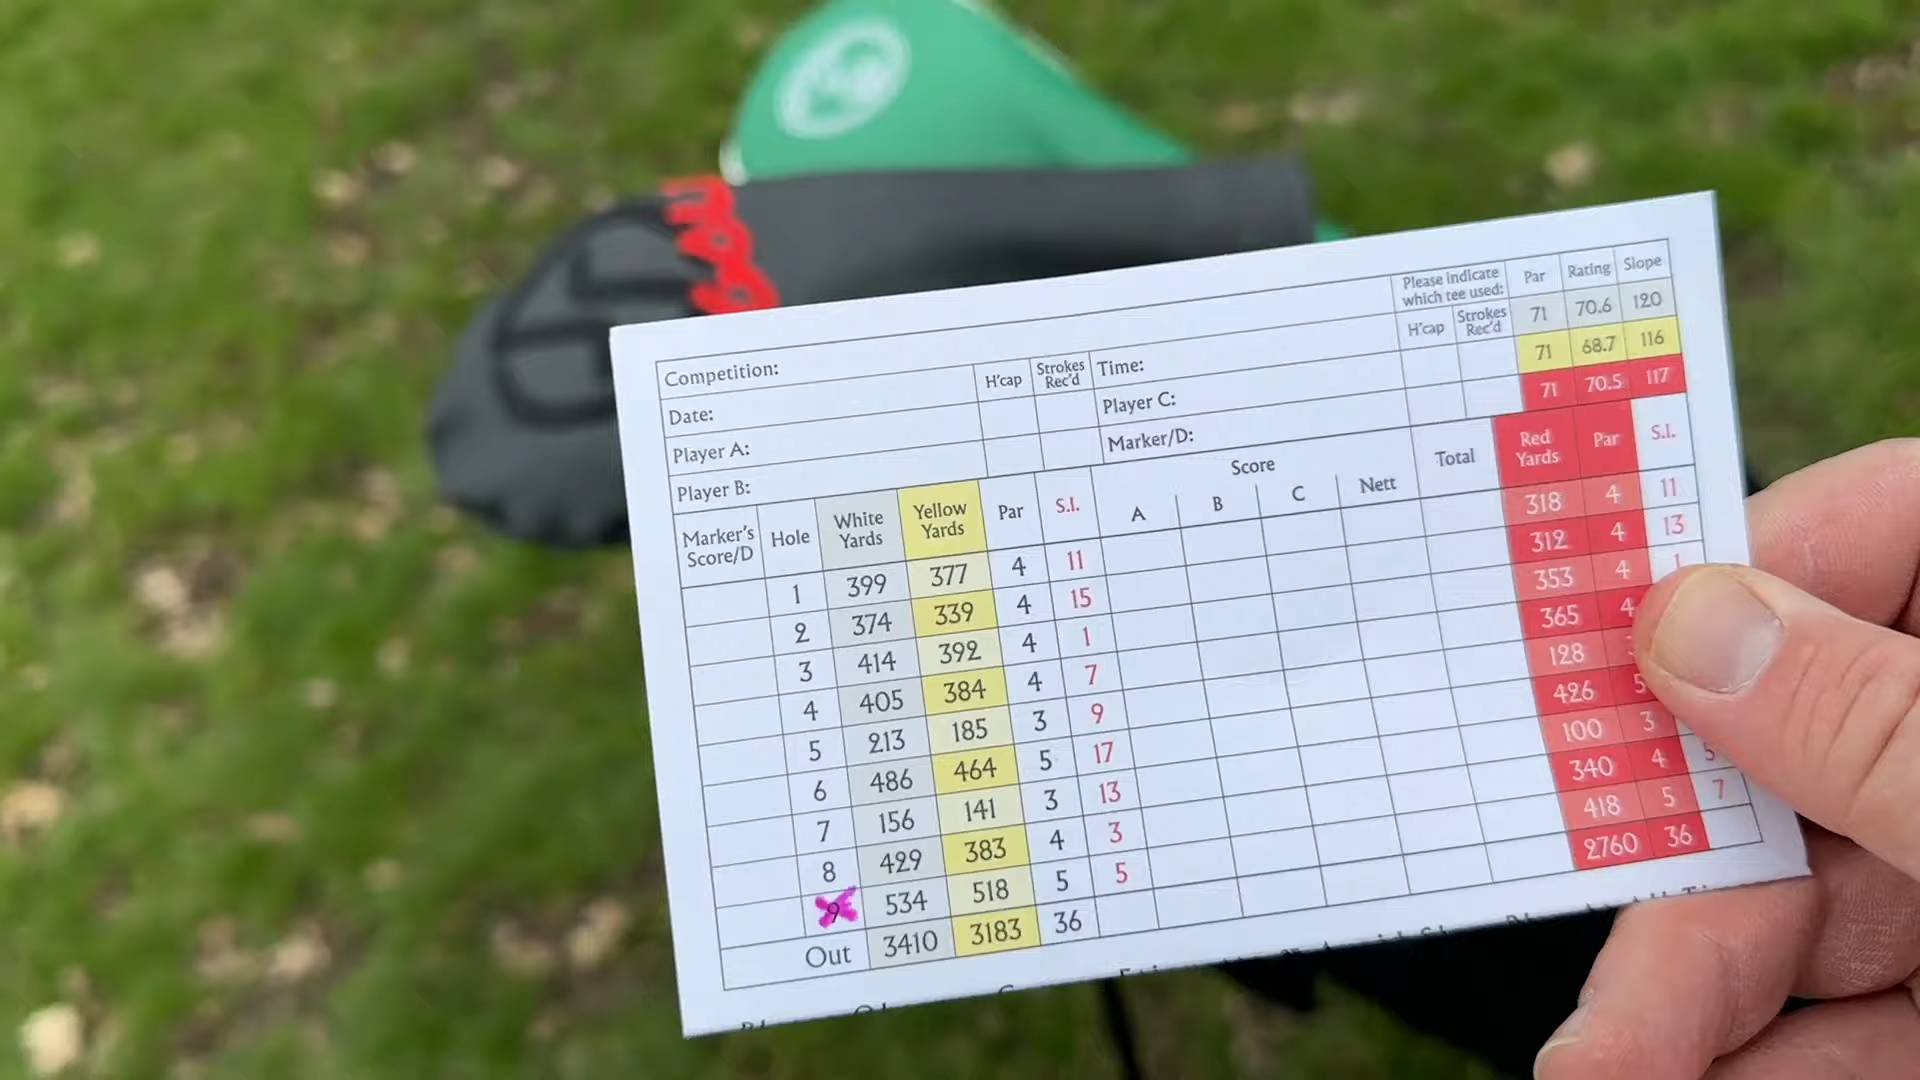 Please indicate which tee used: Par Rating Slope
H'cap Strokes Rec'd 71 70.6 120
71 68.7 116
71 70.5 117
Competition:
Date: H'cap Strokes Rec'd Time:
Player A: Player C:
Player B: Marker/D:
Marker's Score/D Hole White Yards Yellow Yards Par S.I. Score A B C Nett Total Red Yards Par S.I.
1 399 377 4 11 318 4 11
2 374 339 4 15 312 4 13
3 414 392 4 1 353 4 1
4 405 384 4 7 365 4
5 213 185 3 9 128
6 486 464 5 17 426 5
7 156 141 3 13 100 3
8 429 383 4 3 340 4 5
9 534 518 5 5 418 5 7
Out 3410 3183 36 2760 36